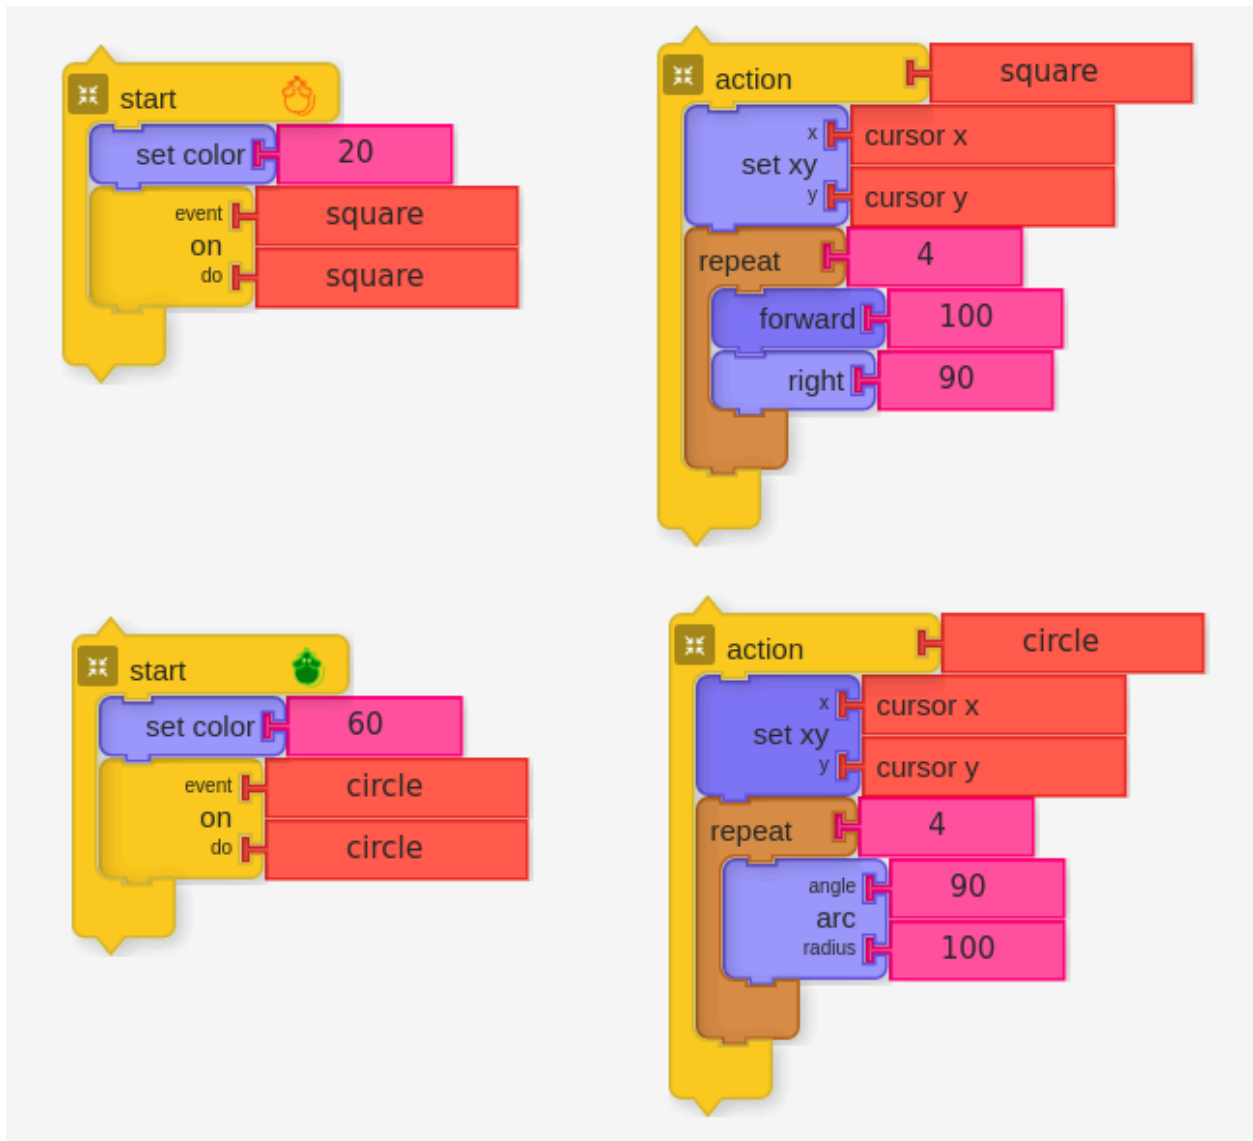 start
set color 20
event square
on
do square
action square
x cursor x
set xy
y cursor y
repeat 4
forward 100
right 90
start
set color 60
event circle
on
do circle
action circle
x cursor x
set xy
y cursor y
repeat 4
angle 90
arc
radius 100